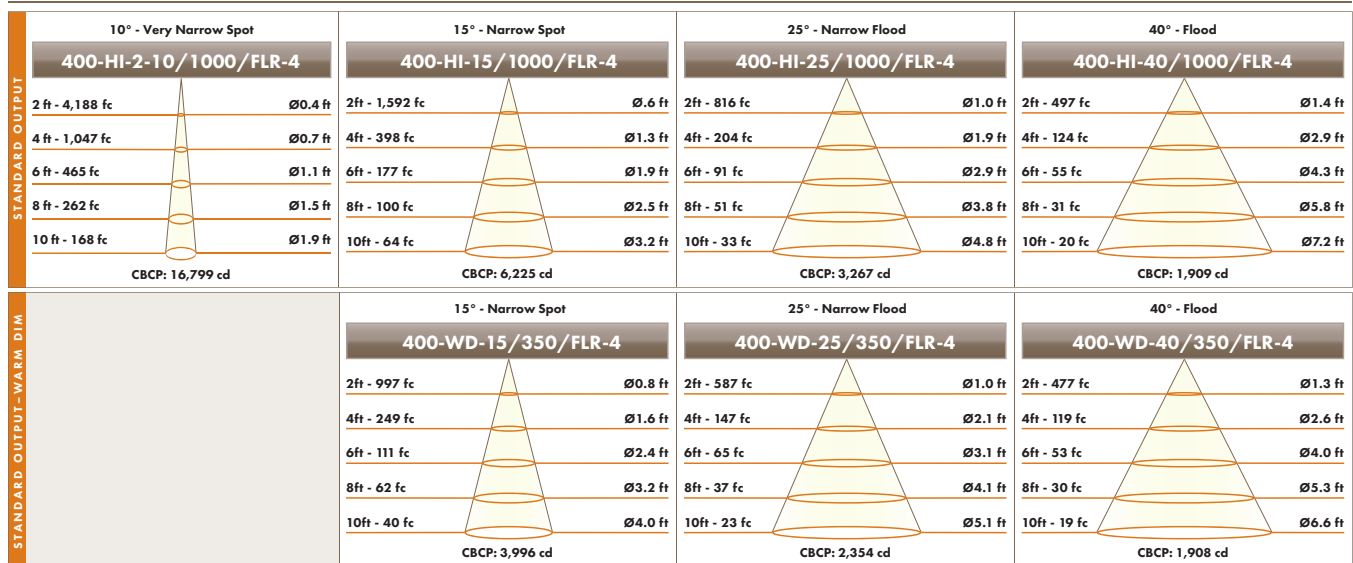 STANDARD OUTPUT
10° - Very Narrow Spot
400-HI-2-10/1000/FLR-4
2 ft - 4,188 fc Ø0.4 ft
4 ft - 1,047 fc Ø0.7 ft
6 ft - 465 fc Ø1.1 ft
8 ft - 262 fc Ø1.5 ft
10 ft - 168 fc Ø1.9 ft
CBCP: 16,799 cd
15° - Narrow Spot
400-HI-15/1000/FLR-4
2ft - 1,592 fc Ø.6 ft
4ft - 398 fc Ø1.3 ft
6ft - 177 fc Ø1.9 ft
8ft - 100 fc Ø2.5 ft
10ft - 64 fc Ø3.2 ft
CBCP: 6,225 cd
25° - Narrow Flood
400-HI-25/1000/FLR-4
2ft - 816 fc Ø1.0 ft
4ft - 204 fc Ø1.9 ft
6ft - 91 fc Ø2.9 ft
8ft - 51 fc Ø3.8 ft
10ft - 33 fc Ø4.8 ft
CBCP: 3,267 cd
40° - Flood
400-HI-40/1000/FLR-4
2ft - 497 fc Ø1.4 ft
4ft - 124 fc Ø2.9 ft
6ft - 55 fc Ø4.3 ft
8ft - 31 fc Ø5.8 ft
10ft - 20 fc Ø7.2 ft
CBCP: 1,909 cd
STANDARD OUTPUT–WARM DIM
15° - Narrow Spot
400-WD-15/350/FLR-4
2ft - 997 fc Ø0.8 ft
4ft - 249 fc Ø1.6 ft
6ft - 111 fc Ø2.4 ft
8ft - 62 fc Ø3.2 ft
10ft - 40 fc Ø4.0 ft
CBCP: 3,996 cd
25° - Narrow Flood
400-WD-25/350/FLR-4
2ft - 587 fc Ø1.0 ft
4ft - 147 fc Ø2.1 ft
6ft - 65 fc Ø3.1 ft
8ft - 37 fc Ø4.1 ft
10ft - 23 fc Ø5.1 ft
CBCP: 2,354 cd
40° - Flood
400-WD-40/350/FLR-4
2ft - 477 fc Ø1.3 ft
4ft - 119 fc Ø2.6 ft
6ft - 53 fc Ø4.0 ft
8ft - 30 fc Ø5.3 ft
10ft - 19 fc Ø6.6 ft
CBCP: 1,908 cd